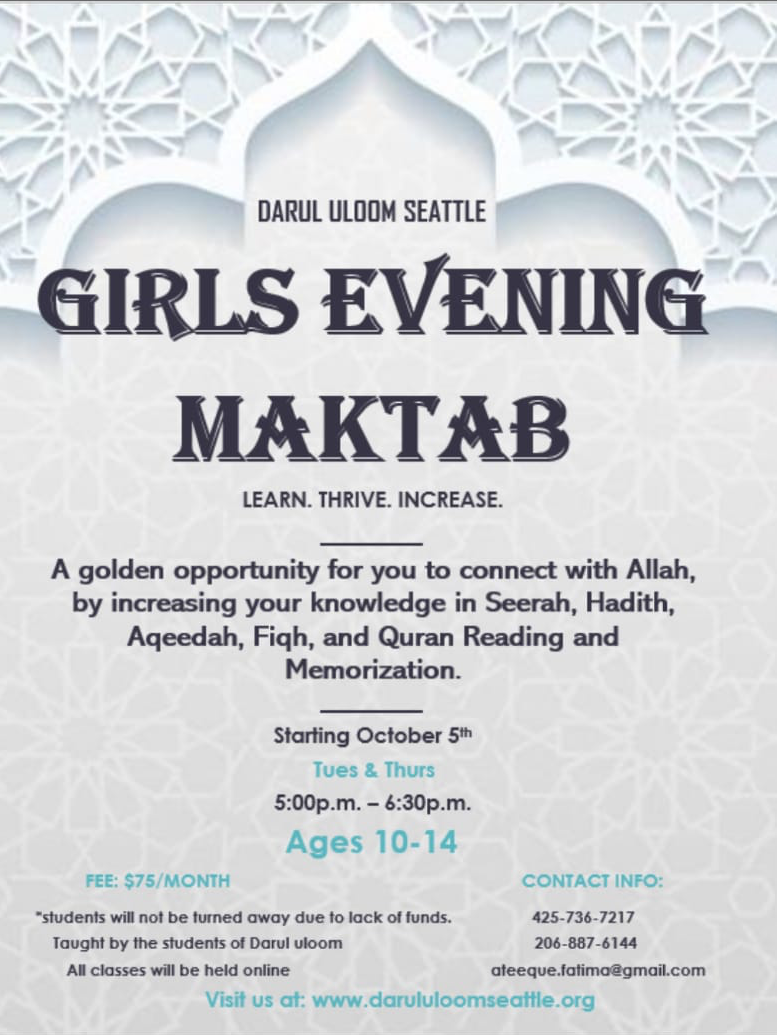 DARUL ULOOM SEATTLE
GIRLS EVENING
MAKTAB
LEARN. THRIVE. INCREASE.
A golden opportunity for you to connect with Allah,
by increasing your knowledge in Seerah, Hadith,
Aqeedah, Fiqh, and Quran Reading and
Memorization.
Starting October 5th
Tues & Thurs
5:00p.m. – 6:30p.m.
Ages 10-14
FEE: $75/MONTH
"students will not be turned away due to lack of funds.
Taught by the students of Darul uloom
All classes will be held online
CONTACT INFO:
425-736-7217
206-887-6144
ateeque.fatima@gmail.com
Visit us at: www.darululoomseattle.org